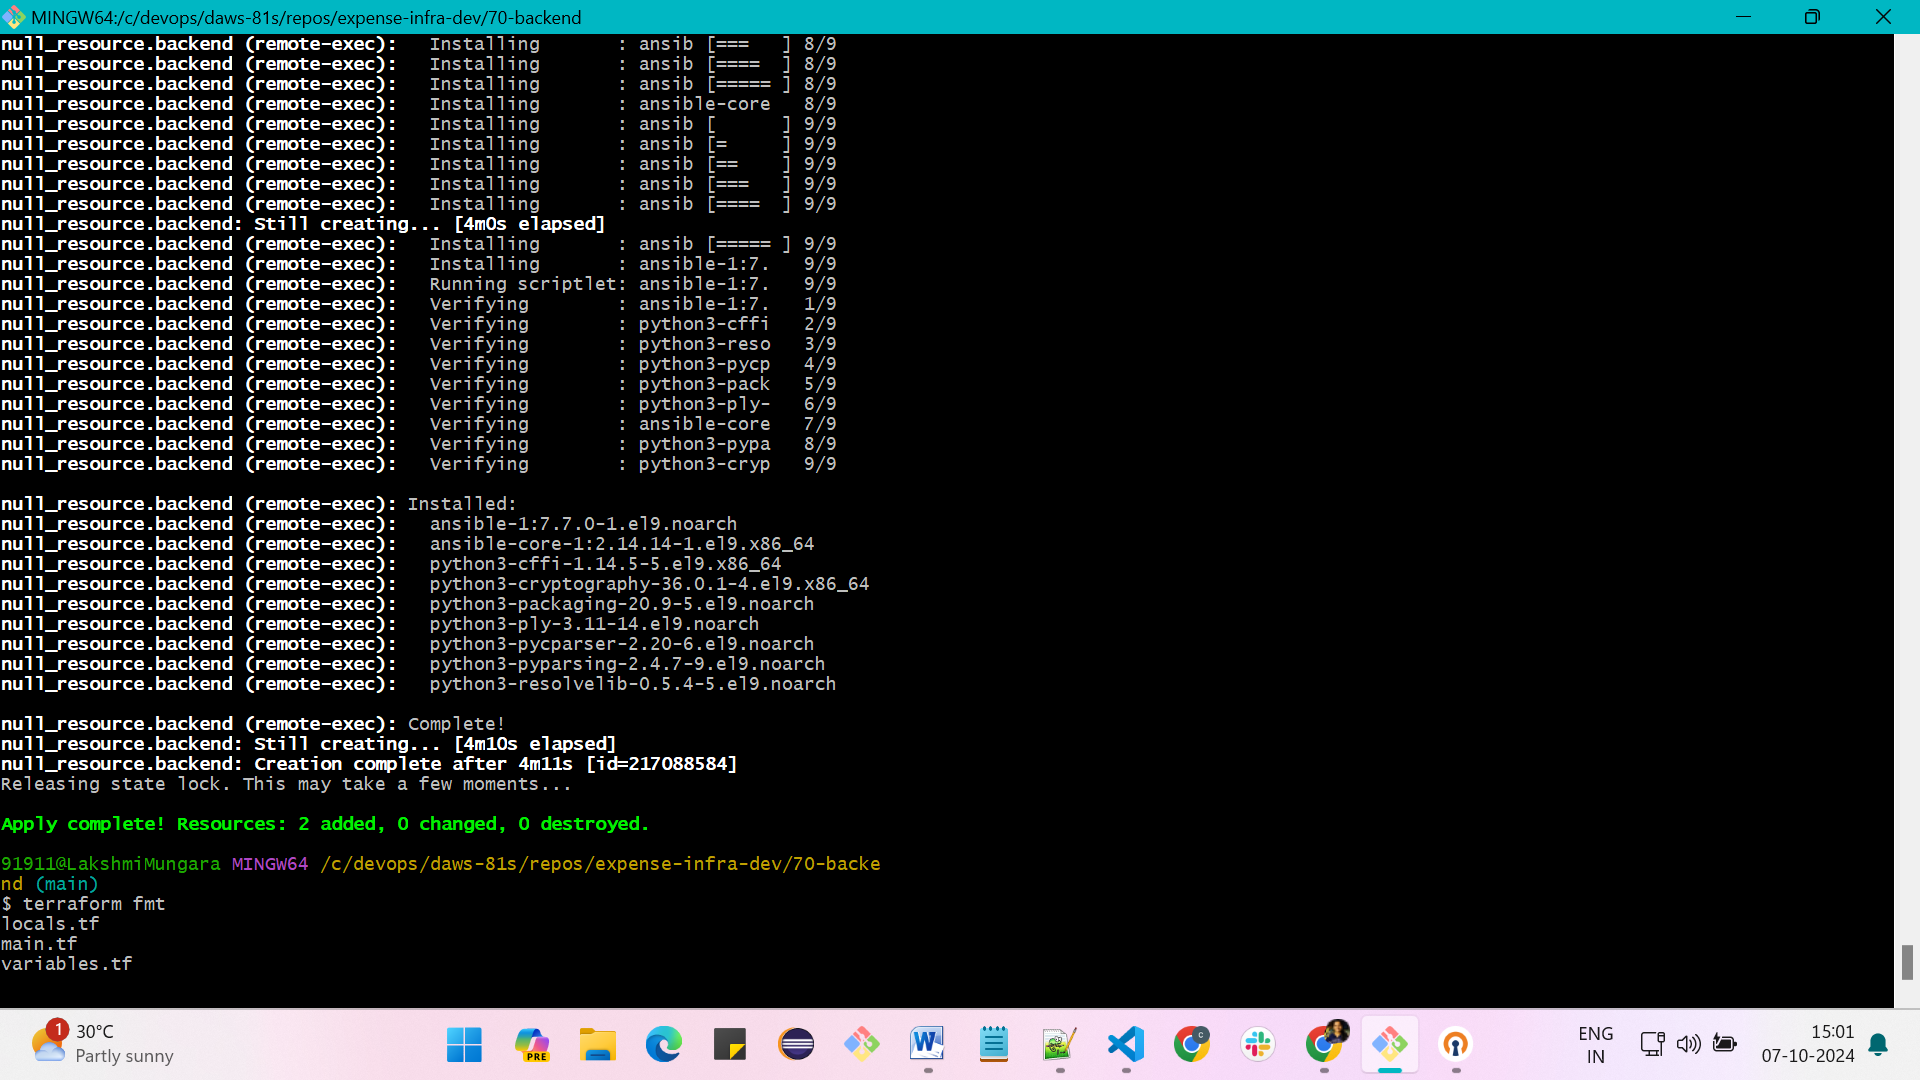 MINGW64:/c/devops/daws-81s/repos/expense-infra-dev/70-backend
null_resource.backend (remote-exec):   Installing       : ansib [===   ] 8/9
null_resource.backend (remote-exec):   Installing       : ansib [====  ] 8/9
null_resource.backend (remote-exec):   Installing       : ansib [===== ] 8/9
null_resource.backend (remote-exec):   Installing       : ansible-core   8/9
null_resource.backend (remote-exec):   Installing       : ansib [      ] 9/9
null_resource.backend (remote-exec):   Installing       : ansib [=     ] 9/9
null_resource.backend (remote-exec):   Installing       : ansib [==    ] 9/9
null_resource.backend (remote-exec):   Installing       : ansib [===   ] 9/9
null_resource.backend (remote-exec):   Installing       : ansib [====  ] 9/9
null_resource.backend: Still creating... [4m0s elapsed]
null_resource.backend (remote-exec):   Installing       : ansib [===== ] 9/9
null_resource.backend (remote-exec):   Installing       : ansible-1:7.   9/9
null_resource.backend (remote-exec):   Running scriptlet: ansible-1:7.   9/9
null_resource.backend (remote-exec):   Verifying        : ansible-1:7.   1/9
null_resource.backend (remote-exec):   Verifying        : python3-cffi   2/9
null_resource.backend (remote-exec):   Verifying        : python3-reso   3/9
null_resource.backend (remote-exec):   Verifying        : python3-pycp   4/9
null_resource.backend (remote-exec):   Verifying        : python3-pack   5/9
null_resource.backend (remote-exec):   Verifying        : python3-ply-   6/9
null_resource.backend (remote-exec):   Verifying        : ansible-core   7/9
null_resource.backend (remote-exec):   Verifying        : python3-pypa   8/9
null_resource.backend (remote-exec):   Verifying        : python3-cryp   9/9
null_resource.backend (remote-exec): Installed:
null_resource.backend (remote-exec):   ansible-1:7.7.0-1.el9.noarch
null_resource.backend (remote-exec):   ansible-core-1:2.14.14-1.el9.x86_64
null_resource.backend (remote-exec):   python3-cffi-1.14.5-5.el9.x86_64
null_resource.backend (remote-exec):   python3-cryptography-36.0.1-4.el9.x86_64
null_resource.backend (remote-exec):   python3-packaging-20.9-5.el9.noarch
null_resource.backend (remote-exec):   python3-ply-3.11-14.el9.noarch
null_resource.backend (remote-exec):   python3-pycparser-2.20-6.el9.noarch
null_resource.backend (remote-exec):   python3-pyparsing-2.4.7-9.el9.noarch
null_resource.backend (remote-exec):   python3-resolvelib-0.5.4-5.el9.noarch
null_resource.backend (remote-exec): Complete!
null_resource.backend: Still creating... [4m10s elapsed]
null_resource.backend: Creation complete after 4m11s [id=217088584]
Releasing state lock. This may take a few moments...
Apply complete! Resources: 2 added, 0 changed, 0 destroyed.
91911@LakshmiMungara MINGW64 /c/devops/daws-81s/repos/expense-infra-dev/70-backe
nd (main)
$ terraform fmt
locals.tf
main.tf
variables.tf
1
30°C
Partly sunny
PRE
W
C
ENG
IN
15:01
07-10-2024